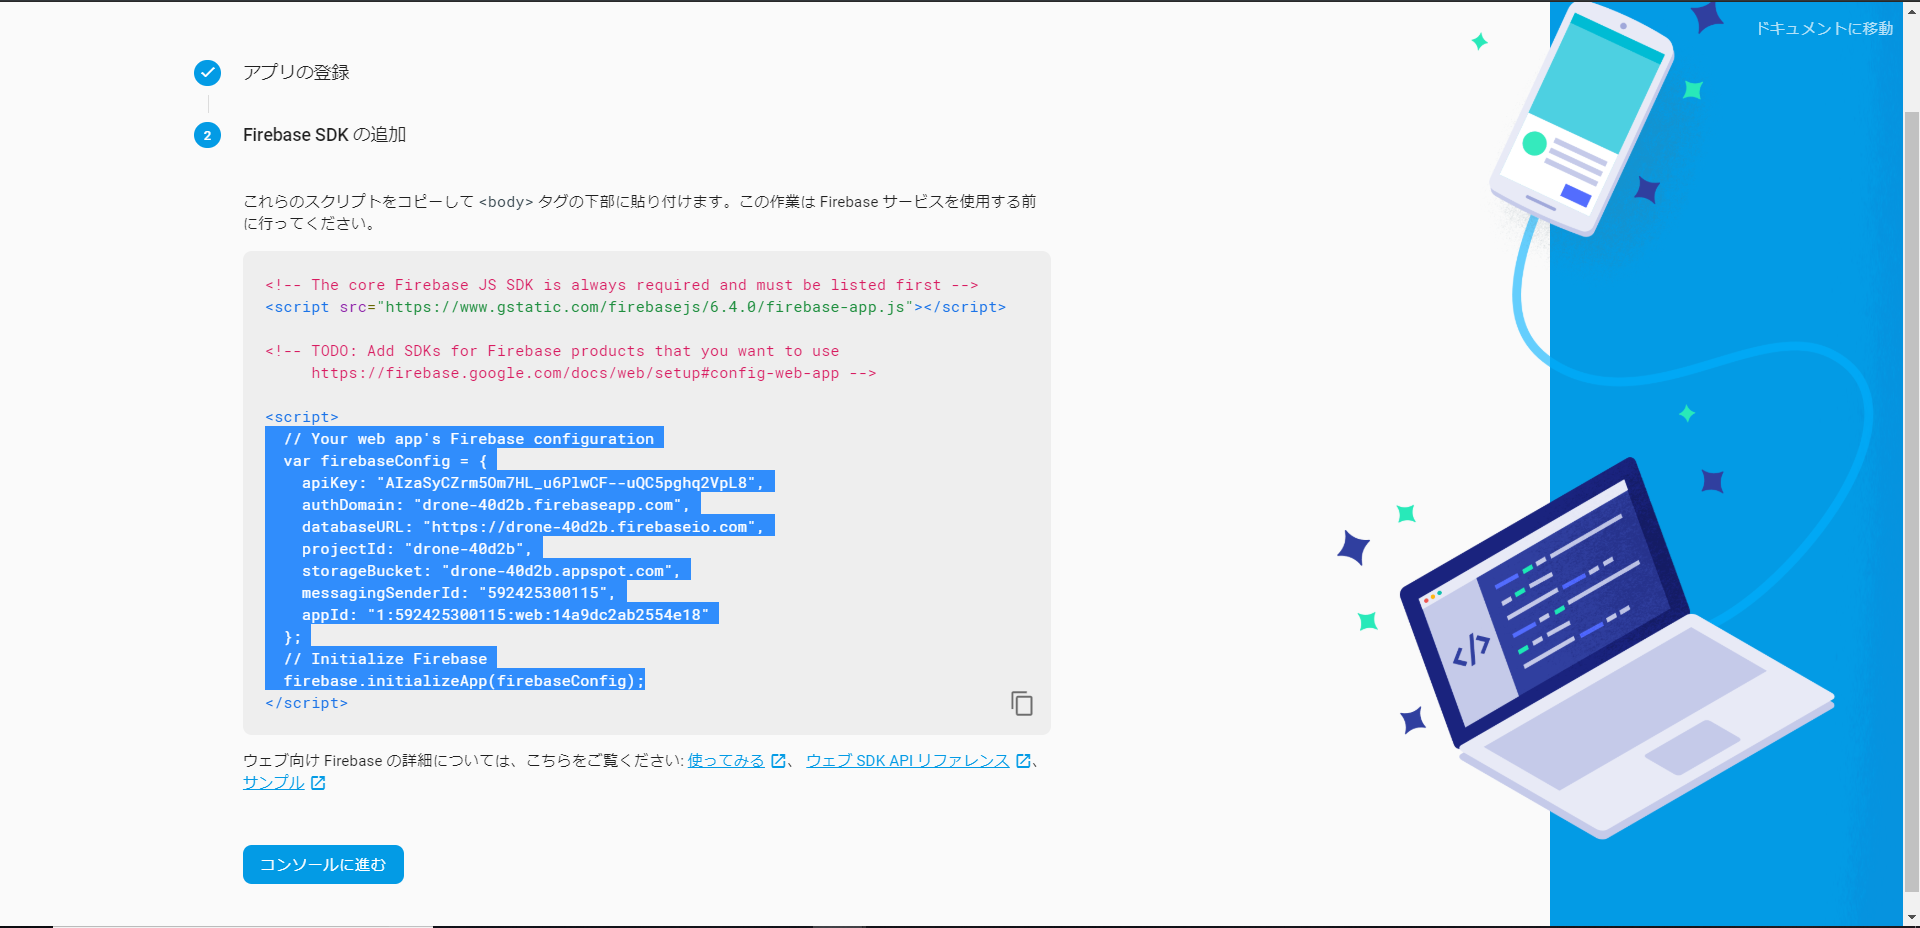 ドキュメントに移動
アプリの登録
2 Firebase SDK の追加
これらのスクリプトをコピーして <body> タグの下部に貼り付けます。この作業は Firebase サービスを使用する前
に行ってください。
<!-- The core Firebase JS SDK is always required and must be listed first -->
<script src="https://www.gstatic.com/firebasejs/6.4.0/firebase-app.js"></script>
<!-- TODO: Add SDKs for Firebase products that you want to use
https://firebase.google.com/docs/web/setup#config-web-app -->
<script>
// Your web app's Firebase configuration
var firebaseConfig = {
apiKey: "AIzaSyCZrm5Om7HL_u6PlwCF--uQC5pghq2VpL8",
authDomain: "drone-40d2b.firebaseapp.com",
databaseURL: "https://drone-40d2b.firebaseio.com",
projectId: "drone-40d2b",
storageBucket: "drone-40d2b.appspot.com",
messagingSenderId: "592425300115",
appId: "1:592425300115:web:14a9dc2ab2554e18"
};
// Initialize Firebase
firebase.initializeApp(firebaseConfig);
</script>
ウェブ向け Firebase の詳細については、こちらをご覧ください: 使ってみる 、 ウェブ SDK API リファレンス 、
サンプル
コンソールに進む
</>